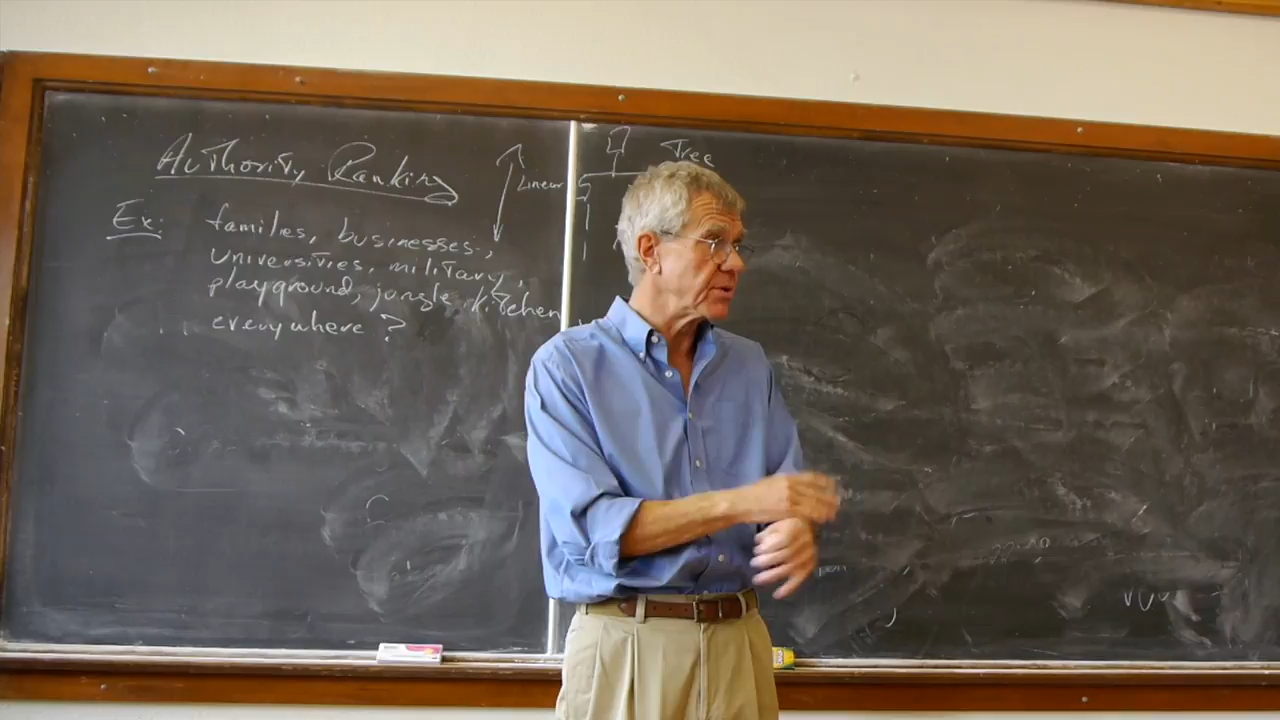 Authority Ranking
Linear
Tree
Ex: families, businesses,
universities, military,
playground, jungle, kitchen
... everywhere?